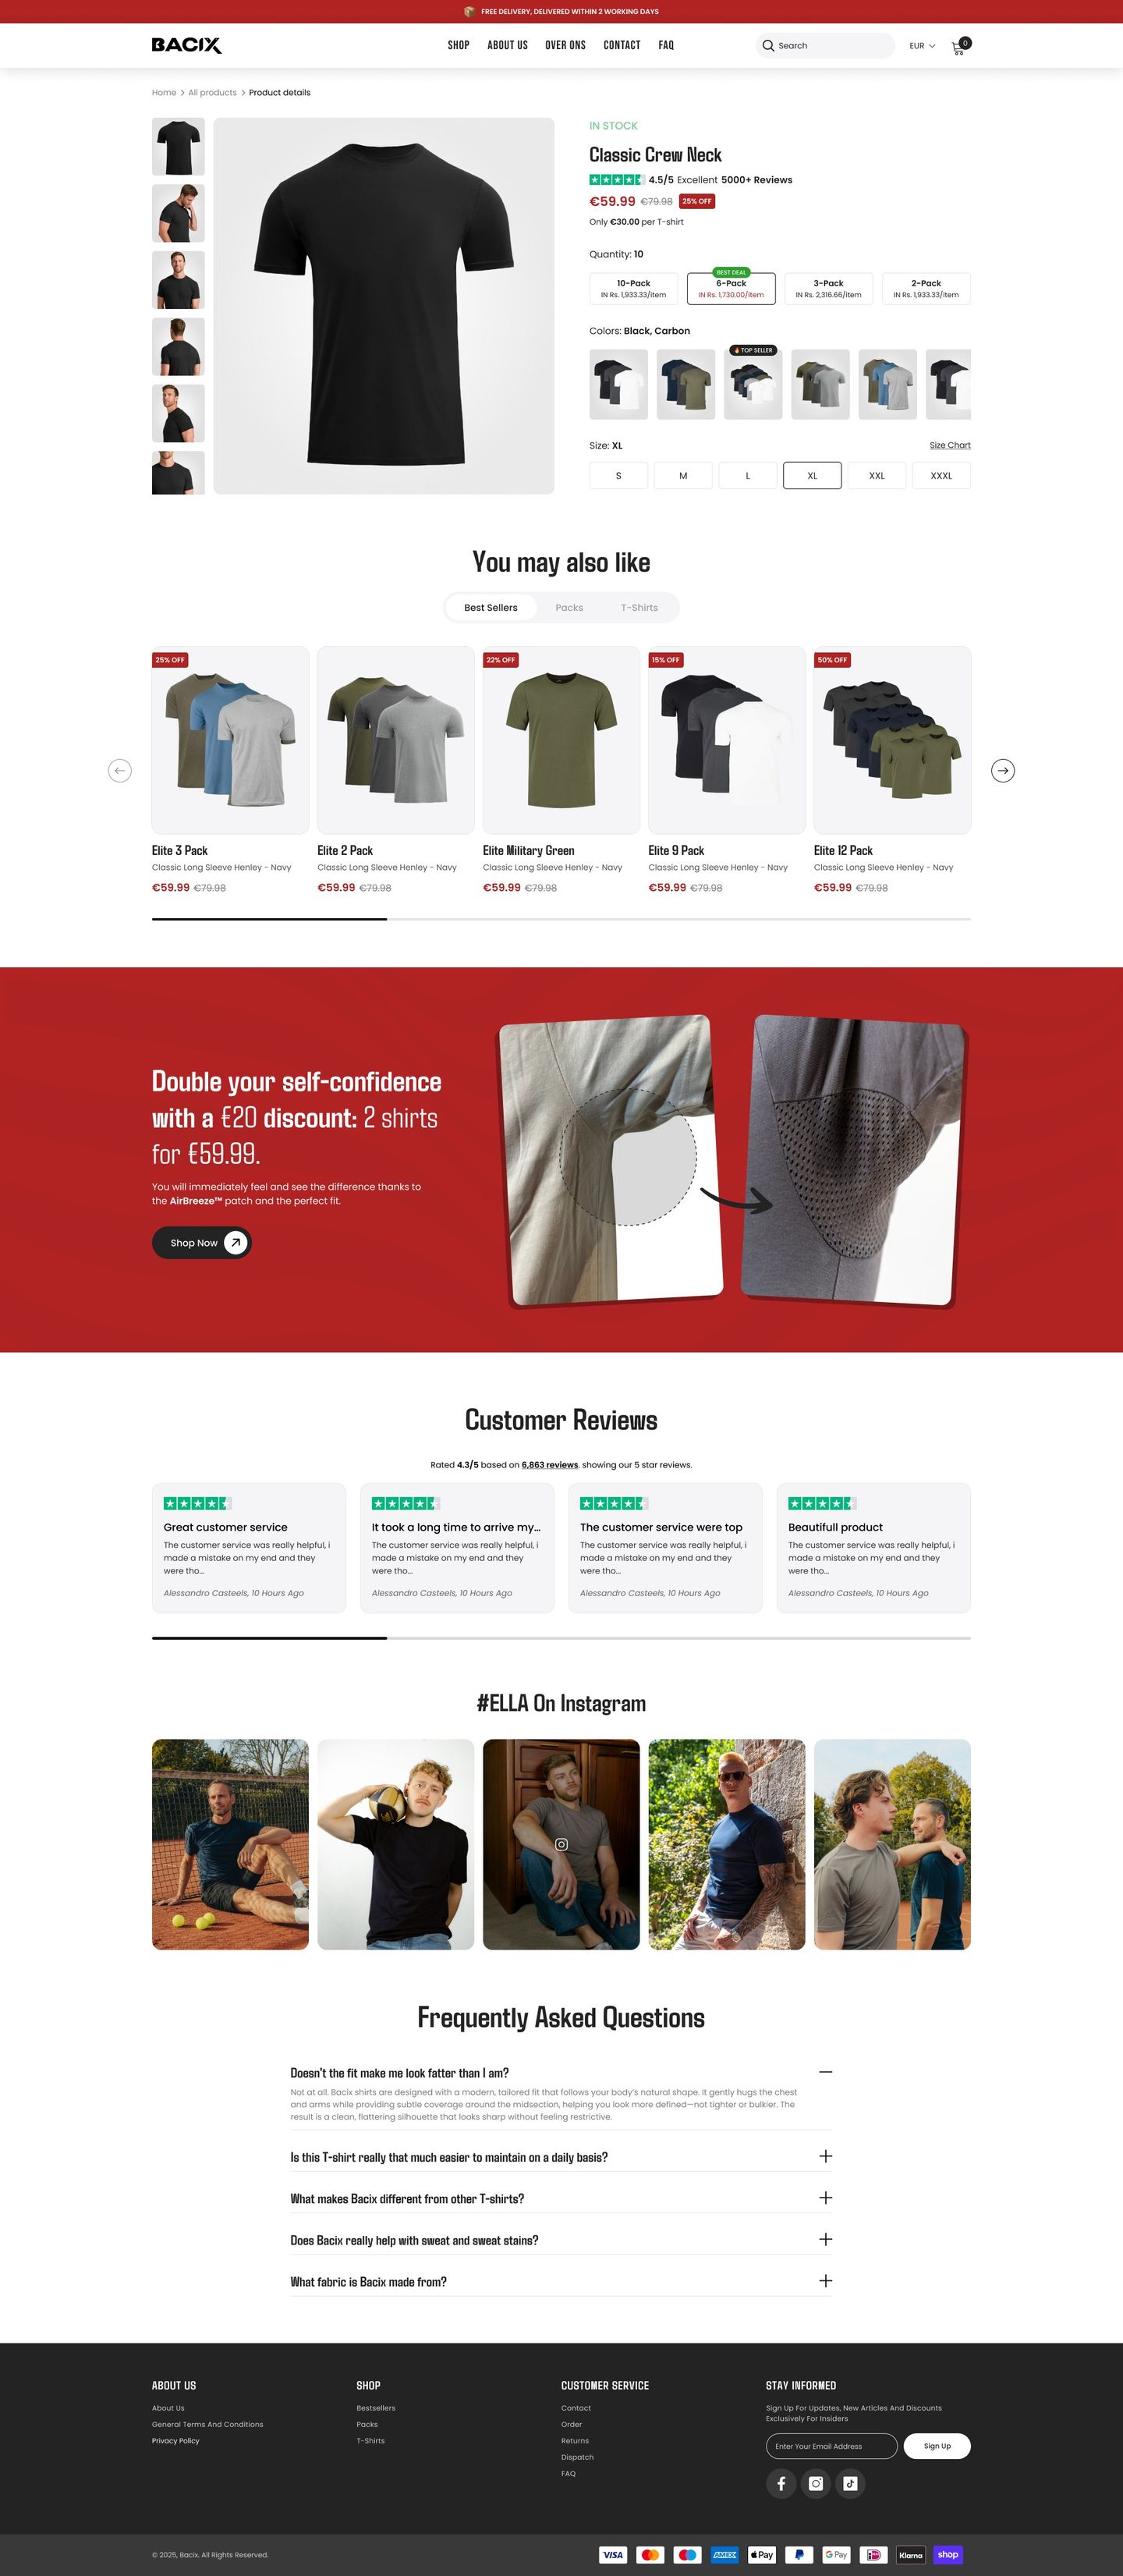 FREE DELIVERY, DELIVERED WITHIN 2 WORKING DAYS
BACIX
SHOP ABOUT US OVER ONS CONTACT FAQ
Search
EUR
0
Home > All products > Product details
IN STOCK
Classic Crew Neck
4.5/5 Excellent 5000+ Reviews
€59.99 €79.98 25% OFF
Only €30.00 per T-shirt
Quantity: 10
BEST DEAL
10-Pack 6-Pack 3-Pack 2-Pack
IN Rs. 1,933.33/item IN Rs. 1,730.00/item IN Rs. 2,316.66/item IN Rs. 1,933.33/item
Colors: Black, Carbon
TOP SELLER
Size: XL Size Chart
S M L XL XXL XXXL
You may also like
Best Sellers Packs T-Shirts
25% OFF 22% OFF 15% OFF 50% OFF
Elite 3 Pack Elite 2 Pack Elite Military Green Elite 9 Pack Elite 12 Pack
Classic Long Sleeve Henley - Navy Classic Long Sleeve Henley - Navy Classic Long Sleeve Henley - Navy Classic Long Sleeve Henley - Navy Classic Long Sleeve Henley - Navy
€59.99 €79.98 €59.99 €79.98 €59.99 €79.98 €59.99 €79.98 €59.99 €79.98
Double your self-confidence
with a €20 discount: 2 shirts
for €59.99.
You will immediately feel and see the difference thanks to
the AirBreeze™ patch and the perfect fit.
Shop Now
Customer Reviews
Rated 4.3/5 based on 6,863 reviews. showing our 5 star reviews.
Great customer service
The customer service was really helpful, i
made a mistake on my end and they
were tho...
Alessandro Casteels, 10 Hours Ago
It took a long time to arrive my...
The customer service was really helpful, i
made a mistake on my end and they
were tho...
Alessandro Casteels, 10 Hours Ago
The customer service were top
The customer service was really helpful, i
made a mistake on my end and they
were tho...
Alessandro Casteels, 10 Hours Ago
Beautifull product
The customer service was really helpful, i
made a mistake on my end and they
were tho...
Alessandro Casteels, 10 Hours Ago
#ELLA On Instagram
Frequently Asked Questions
Doesn't the fit make me look fatter than I am?
Not at all. Bacix shirts are designed with a modern, tailored fit that follows your body's natural shape. It gently hugs the chest
and arms while providing subtle coverage around the midsection, helping you look more defined—not tighter or bulkier. The
result is a clean, flattering silhouette that looks sharp without feeling restrictive.
Is this T-shirt really that much easier to maintain on a daily basis?
What makes Bacix different from other T-shirts?
Does Bacix really help with sweat and sweat stains?
What fabric is Bacix made from?
ABOUT US
About Us
General Terms And Conditions
Privacy Policy
SHOP
Bestsellers
Packs
T-Shirts
CUSTOMER SERVICE
Contact
Order
Returns
Dispatch
FAQ
STAY INFORMED
Sign Up For Updates, New Articles And Discounts
Exclusively For Insiders
Enter Your Email Address
Sign Up
© 2025, Bacix. All Rights Reserved.
VISA AMEX Pay G Pay iD Klarna shop